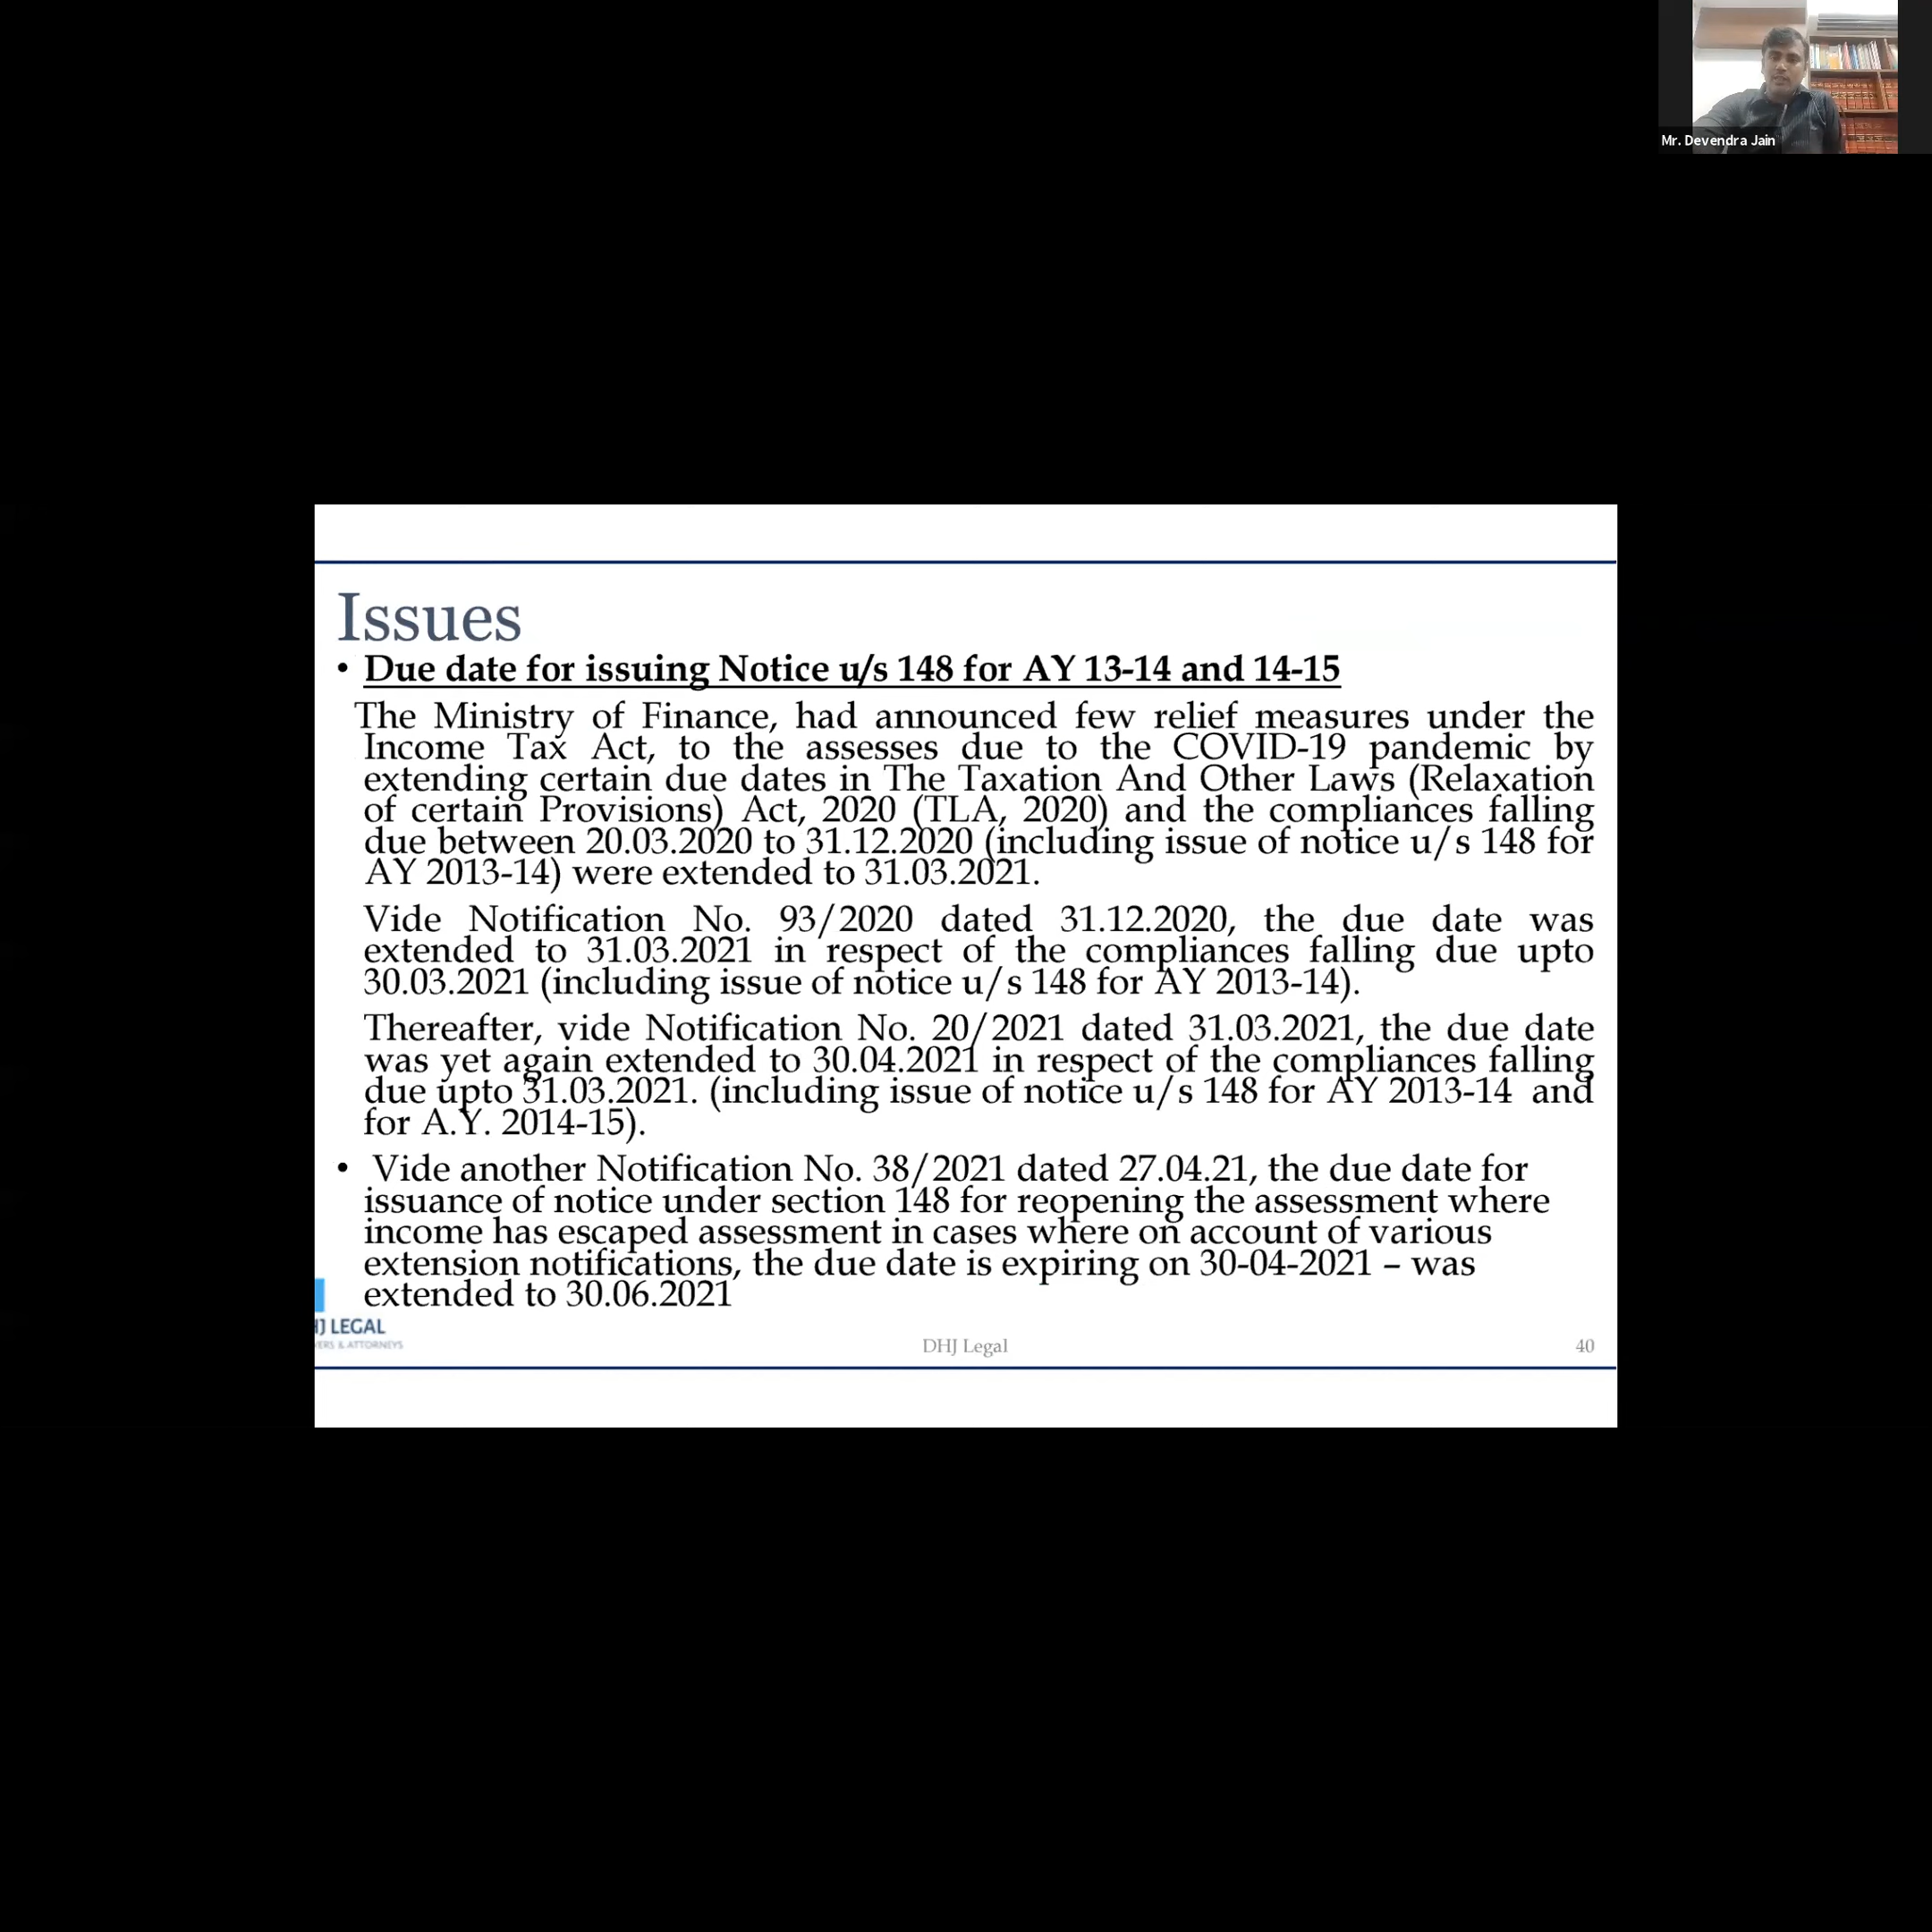 Mr. Devendra Jain
Issues
• Due date for issuing Notice u/s 148 for AY 13-14 and 14-15
The Ministry of Finance, had announced few relief measures under the
Income Tax Act, to the assesses due to the COVID-19 pandemic by
extending certain due dates in The Taxation And Other Laws (Relaxation
of certain Provisions) Act, 2020 (TLA, 2020) and the compliances falling
due between 20.03.2020 to 31.12.2020 (including issue of notice u/s 148 for
AY 2013-14) were extended to 31.03.2021.
Vide Notification No. 93/2020 dated 31.12.2020, the due date was
extended to 31.03.2021 in respect of the compliances falling due upto
30.03.2021 (including issue of notice u/s 148 for AY 2013-14).
Thereafter, vide Notification No. 20/2021 dated 31.03.2021, the due date
was yet again extended to 30.04.2021 in respect of the compliances falling
due upto 31.03.2021. (including issue of notice u/s 148 for AY 2013-14 and
for A.Y. 2014-15).
• Vide another Notification No. 38/2021 dated 27.04.21, the due date for
issuance of notice under section 148 for reopening the assessment where
income has escaped assessment in cases where on account of various
extension notifications, the due date is expiring on 30-04-2021 – was
extended to 30.06.2021
HJ LEGAL
YERS & ATTORNEYS
DHJ Legal
40